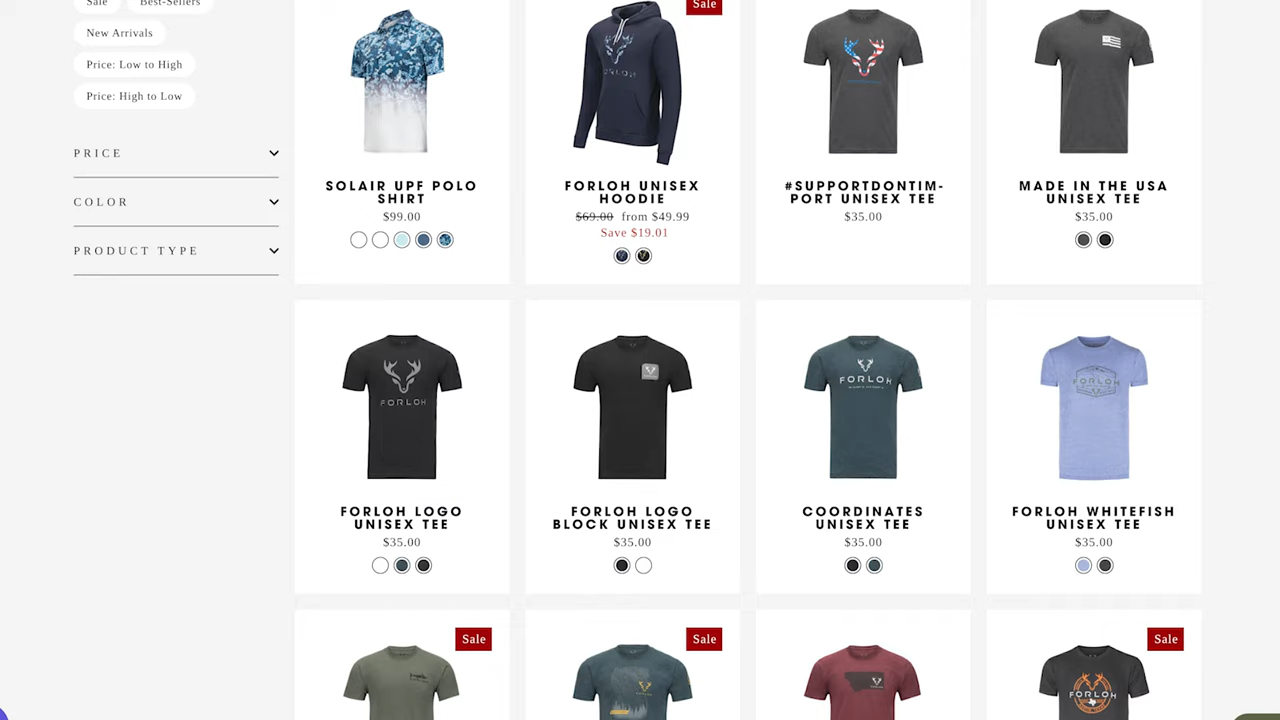 Sale Best-Sellers
New Arrivals
Price: Low to High
Price: High to Low
PRICE
COLOR
PRODUCT TYPE
Sale
FORLOH
SOLAIR UPF POLO
SHIRT
$99.00
FORLOH UNISEX
HOODIE
$69.00 from $49.99
Save $19.01
#SUPPORTDONTIM-
PORT UNISEX TEE
$35.00
MADE IN THE USA
UNISEX TEE
$35.00
FORLOH
FORLOH
FORLOH
FORLOH LOGO
UNISEX TEE
$35.00
FORLOH LOGO
BLOCK UNISEX TEE
$35.00
COORDINATES
UNISEX TEE
$35.00
FORLOH WHITEFISH
UNISEX TEE
$35.00
Sale
Sale
Sale
FORLOH